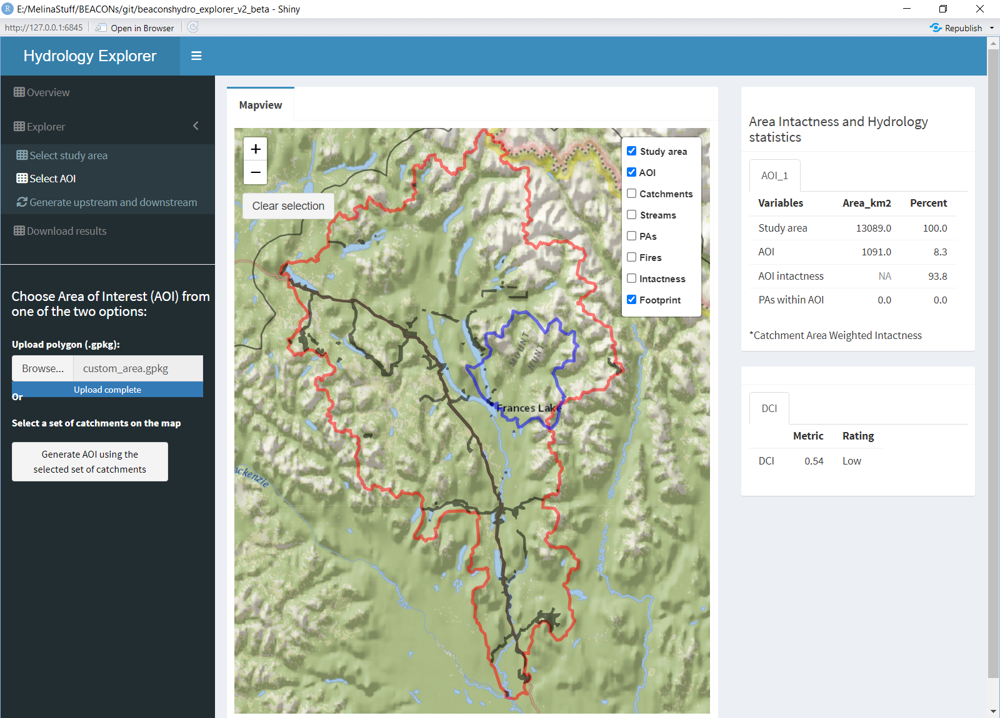 E:/MelinaStuff/BEACONs/git/beaconshydro_explorer_v2_beta - Shiny
http://127.0.0.1:6845
Open in Browser
Republish
Hydrology Explorer
Overview
Explorer
Select study area
Select AOI
Generate upstream and downstream
Download results
Choose Area of Interest (AOI) from
one of the two options:
Upload polygon (.gpkg):
Browse... custom_area.gpkg
Upload complete
Or
Select a set of catchments on the map
Generate AOI using the
selected set of catchments
Mapview
+
−
Clear selection
Study area
AOI
Catchments
Streams
PAs
Fires
Intactness
Footprint
MOUNT
HUNT
Frances Lake
ackenzie
Area Intactness and Hydrology
statistics
AOI_1
Variables Area_km2 Percent
Study area 13089.0 100.0
AOI 1091.0 8.3
AOI intactness NA 93.8
PAs within AOI 0.0 0.0
*Catchment Area Weighted Intactness
DCI
Metric Rating
DCI 0.54 Low